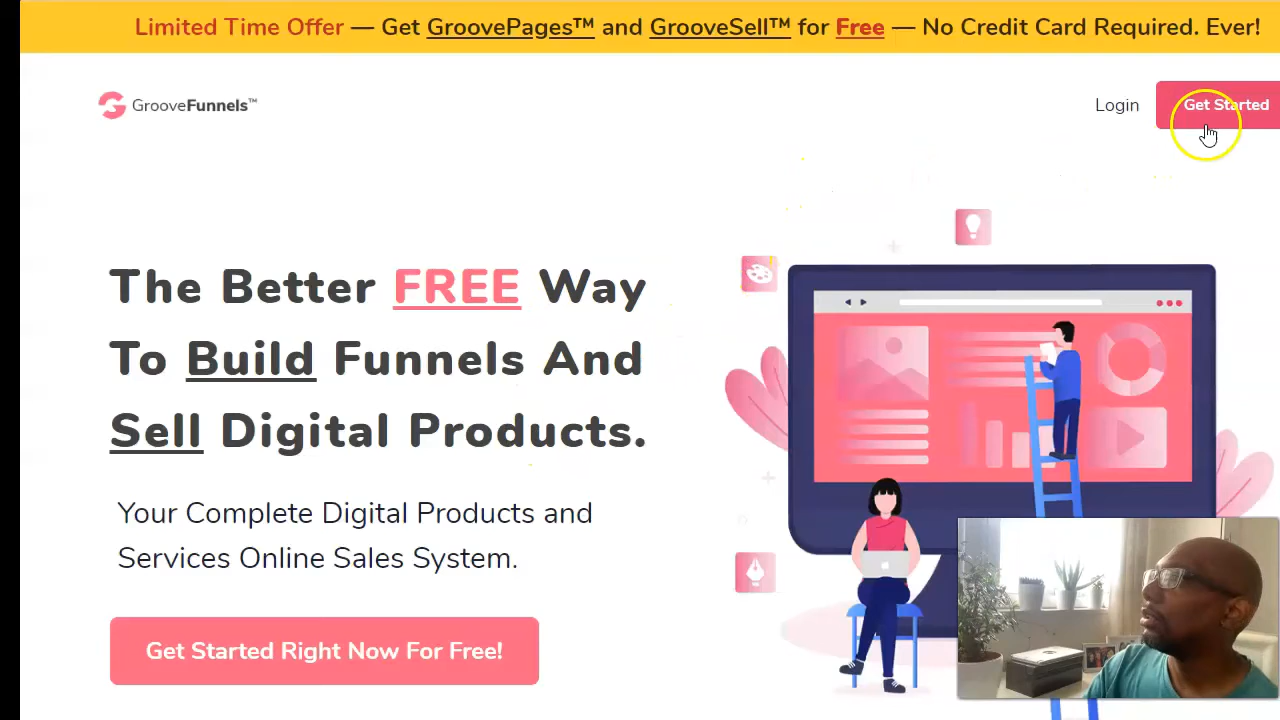 Limited Time Offer — Get GroovePages™ and GrooveSell™ for Free — No Credit Card Required. Ever!
GrooveFunnels™
Login
Get Started
The Better FREE Way
To Build Funnels And
Sell Digital Products.
Your Complete Digital Products and
Services Online Sales System.
Get Started Right Now For Free!